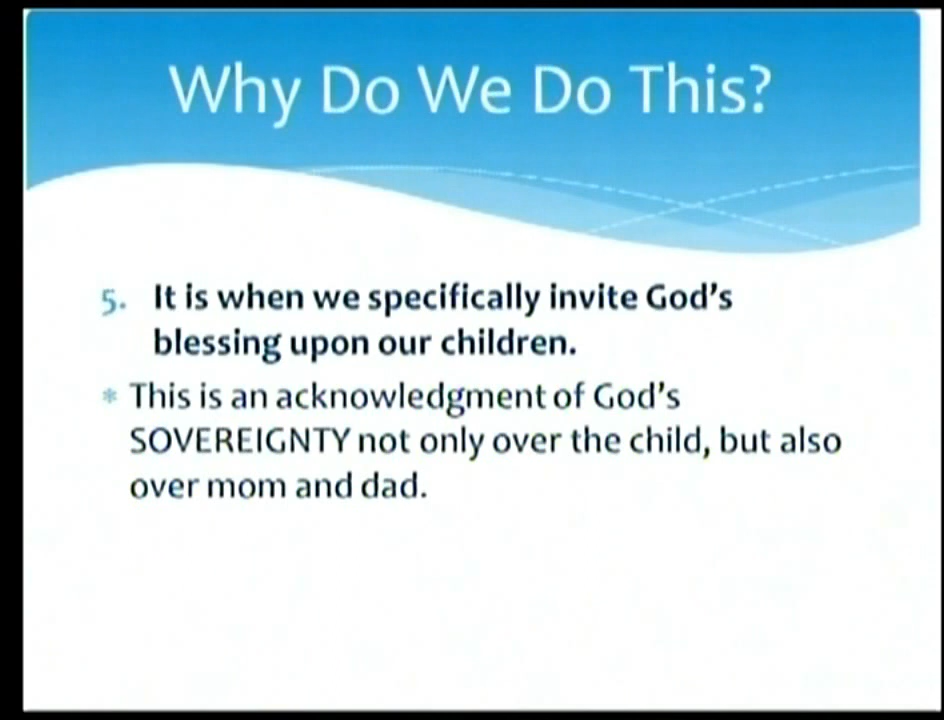 Why Do We Do This?
5. It is when we specifically invite God's
blessing upon our children.
* This is an acknowledgment of God's
SOVEREIGNTY not only over the child, but also
over mom and dad.